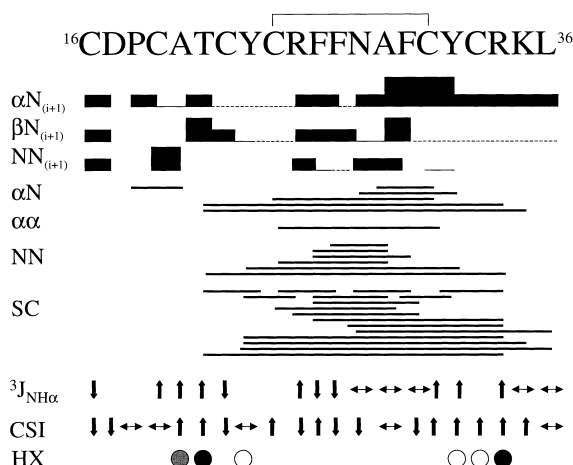 16CDPCATCYCRFFNAFCYCRKL36
αN(i+1)
βN(i+1)
NN(i+1)
αN
αα
NN
SC
3JNHα
CSI
HX